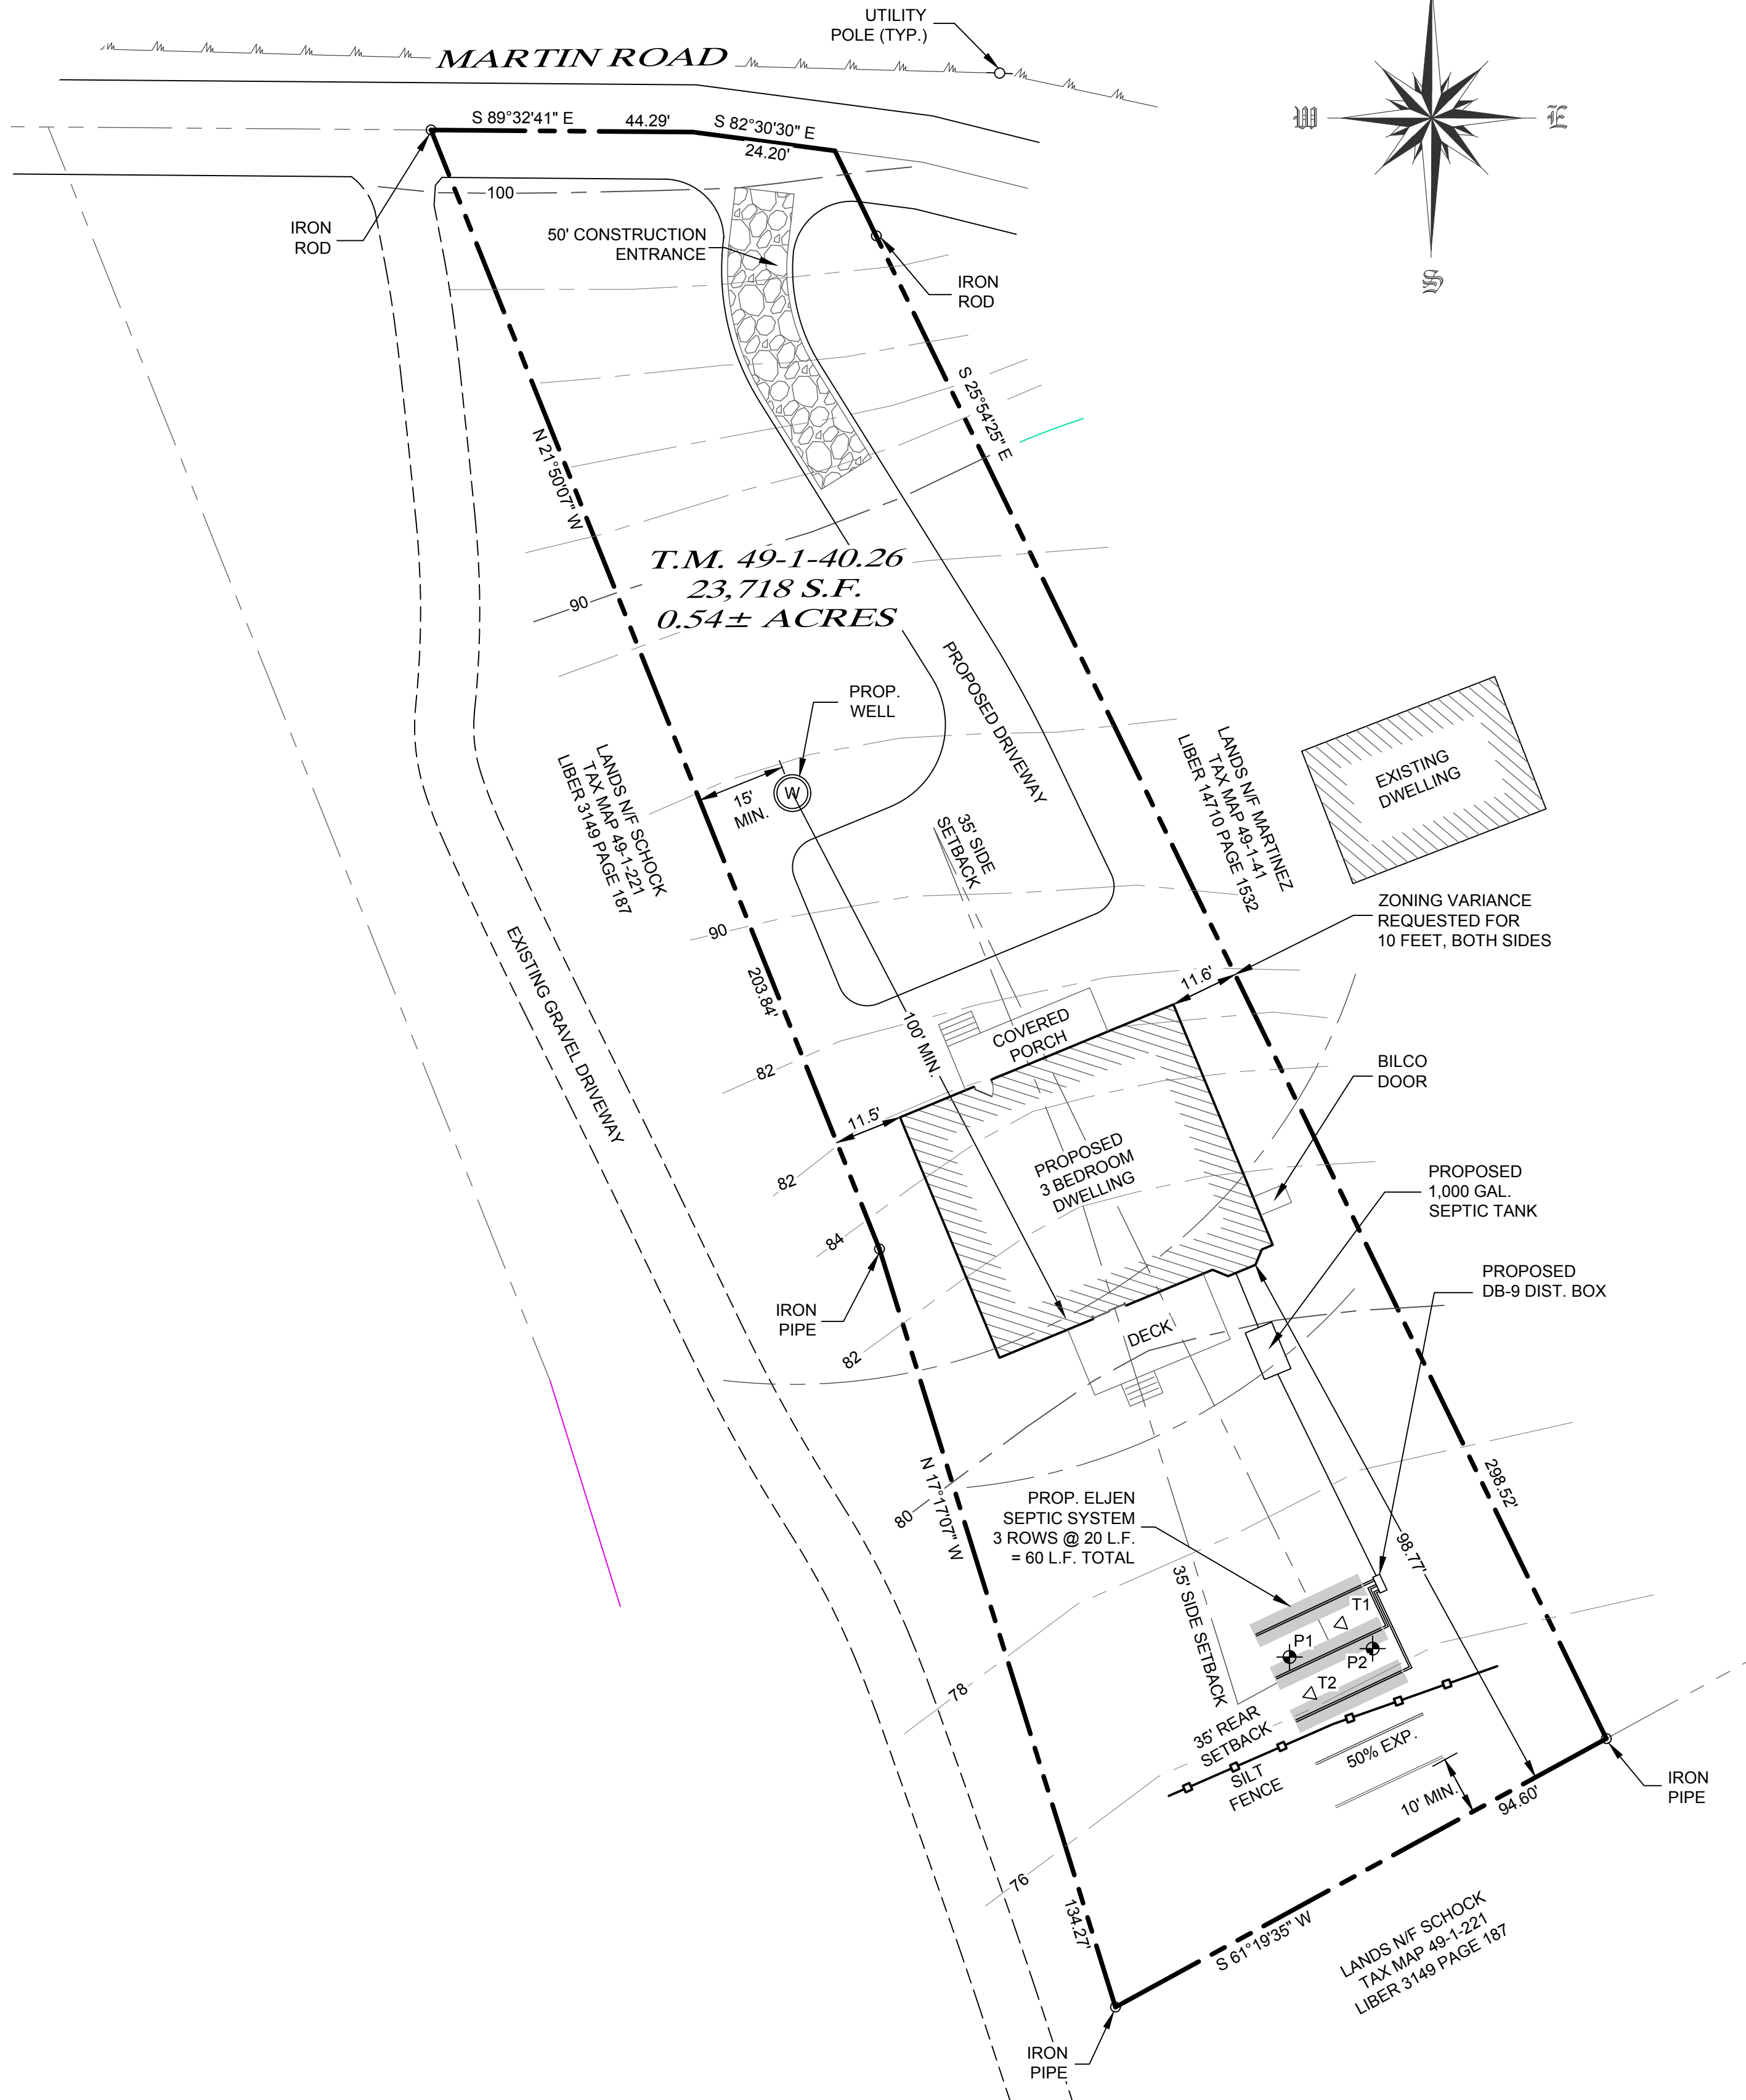 UTILITY
POLE (TYP.)
MARTIN ROAD
W
E
S
S 89°32'41" E
44.29'
S 82°30'30" E
24.20'
100
IRON
ROD
50' CONSTRUCTION
ENTRANCE
IRON
ROD
S 25°54'25" E
N 21°50'07" W
T.M. 49-1-40.26
23,718 S.F.
0.54± ACRES
90
PROP.
WELL
PROPOSED DRIVEWAY
LANDS N/F SCHOCK
TAX MAP 49-1-221
LIBER 3149 PAGE 187
15'
MIN.
W
LANDS N/F MARTINEZ
TAX MAP 49-1-41
LIBER 14710 PAGE 1532
EXISTING
DWELLING
35' SIDE
SETBACK
ZONING VARIANCE
REQUESTED FOR
10 FEET, BOTH SIDES
90
EXISTING GRAVEL DRIVEWAY
203.84'
11.6'
100' MIN.
COVERED
PORCH
82
BILCO
DOOR
11.5'
PROPOSED
3 BEDROOM
DWELLING
82
PROPOSED
1,000 GAL.
SEPTIC TANK
84
PROPOSED
DB-9 DIST. BOX
IRON
PIPE
DECK
82
N 17°17'07" W
80
298.52'
PROP. ELJEN
SEPTIC SYSTEM
3 ROWS @ 20 L.F.
= 60 L.F. TOTAL
98.77'
35' SIDE SETBACK
T1
P1
P2
T2
78
35' REAR
SETBACK
SILT
FENCE
50% EXP.
10' MIN.
94.60'
IRON
PIPE
76
134.27'
S 61°19'35" W
LANDS N/F SCHOCK
TAX MAP 49-1-221
LIBER 3149 PAGE 187
IRON
PIPE